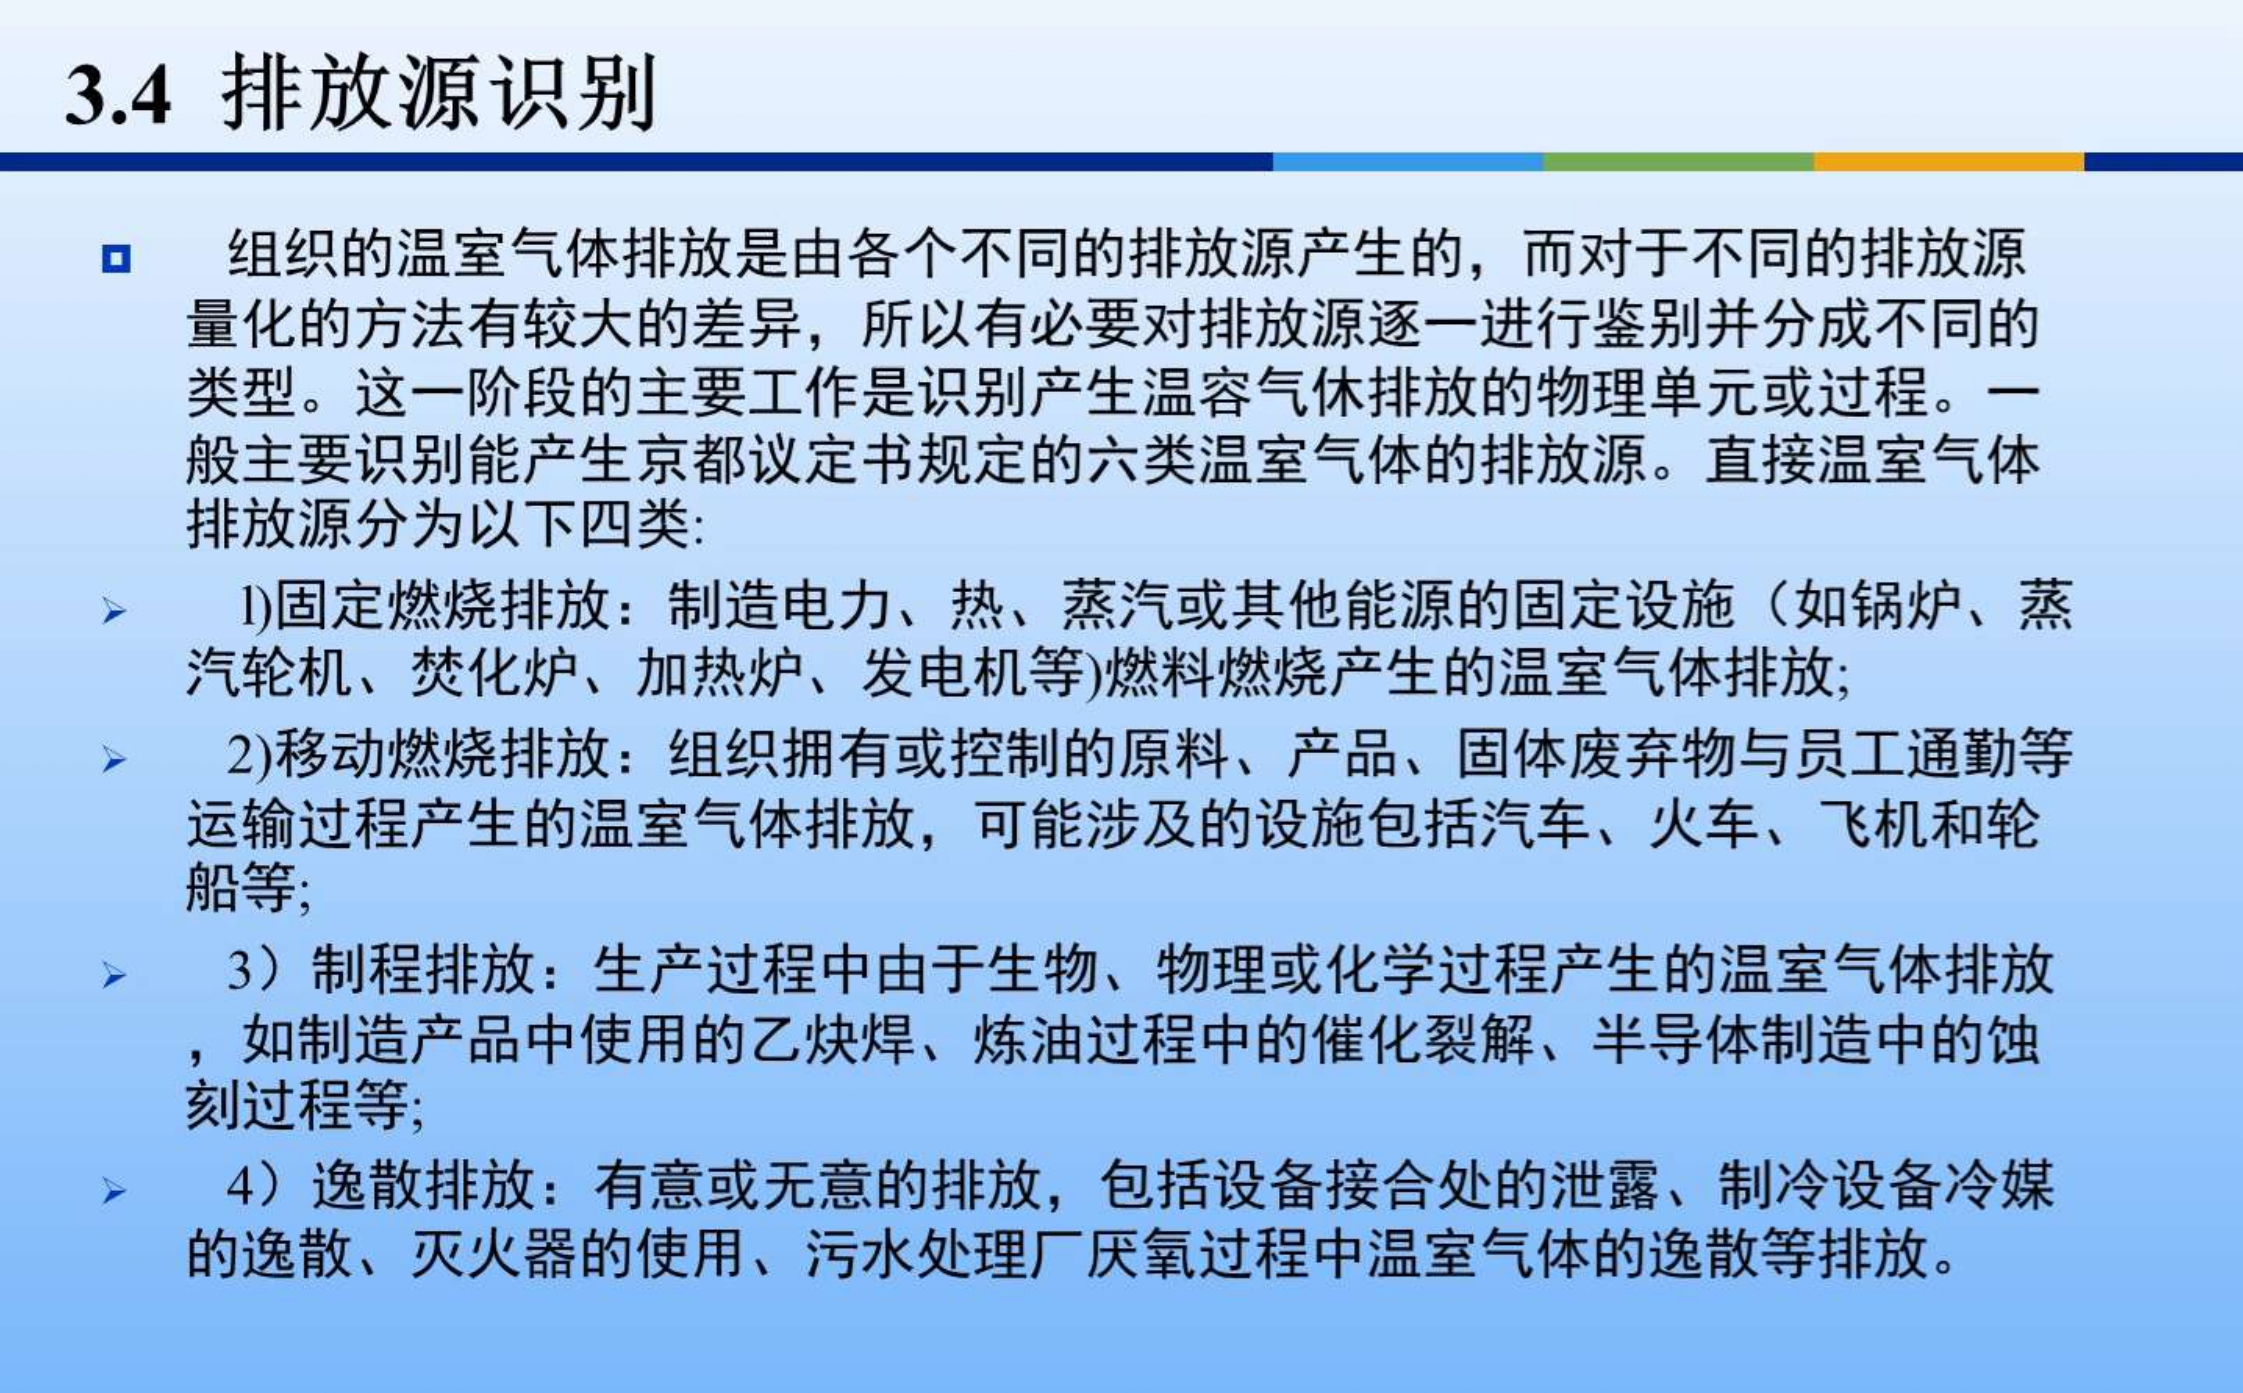 3.4 排放源识别
组织的温室气体排放是由各个不同的排放源产生的，而对于不同的排放源
量化的方法有较大的差异，所以有必要对排放源逐一进行鉴别并分成不同的
类型。这一阶段的主要工作是识别产生温容气休排放的物理单元或过程。一
般主要识别能产生京都议定书规定的六类温室气体的排放源。直接温室气体
排放源分为以下四类:
l)固定燃烧排放：制造电力、热、蒸汽或其他能源的固定设施（如锅炉、蒸
汽轮机、焚化炉、加热炉、发电机等)燃料燃烧产生的温室气体排放;
2)移动燃烧排放：组织拥有或控制的原料、产品、固体废弃物与员工通勤等
运输过程产生的温室气体排放，可能涉及的设施包括汽车、火车、飞机和轮
船等;
3）制程排放：生产过程中由于生物、物理或化学过程产生的温室气体排放
，如制造产品中使用的乙炔焊、炼油过程中的催化裂解、半导体制造中的蚀
刻过程等;
4）逸散排放：有意或无意的排放，包括设备接合处的泄露、制冷设备冷媒
的逸散、灭火器的使用、污水处理厂厌氧过程中温室气体的逸散等排放。